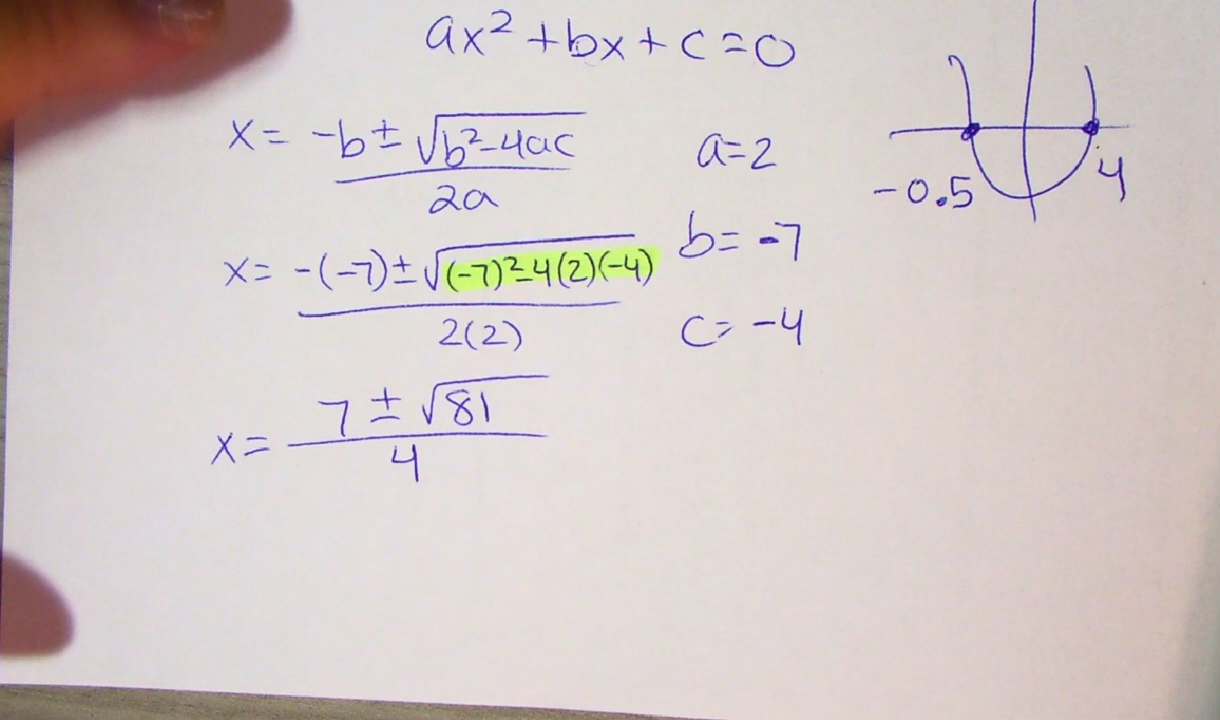 ax² + bx + c = 0
x = -b ± √b² - 4ac
2a
a = 2
x = -(-7) ± √(-7)² - 4(2)(-4)
2(2)
b = -7
c = -4
x = 7 ± √81
4
-0.5
4